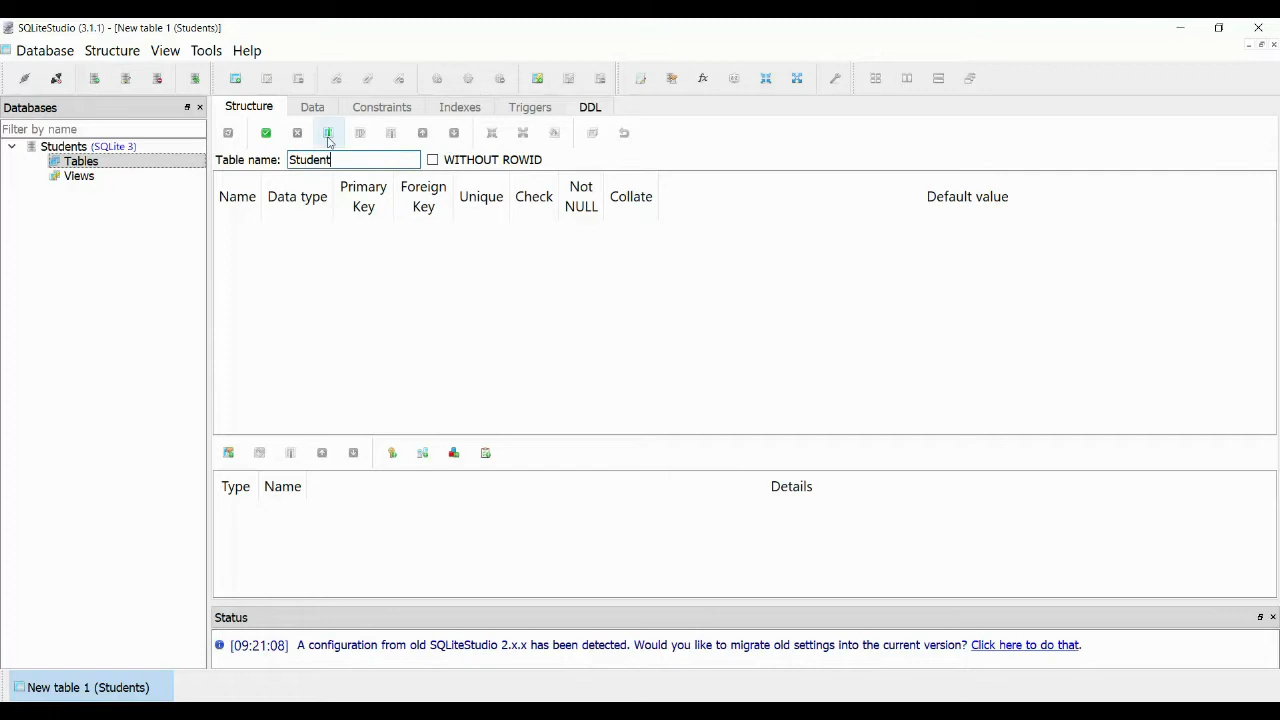 SQLiteStudio (3.1.1) - [New table 1 (Students)]
Database Structure View Tools Help
Databases
Structure Data Constraints Indexes Triggers DDL
Filter by name
Students (SQLite 3)
Tables
Views
Table name: Student WITHOUT ROWID
Name Data type Primary Key Foreign Key Unique Check Not NULL Collate Default value
Type Name Details
Status
[09:21:08] A configuration from old SQLiteStudio 2.x.x has been detected. Would you like to migrate old settings into the current version? Click here to do that.
New table 1 (Students)